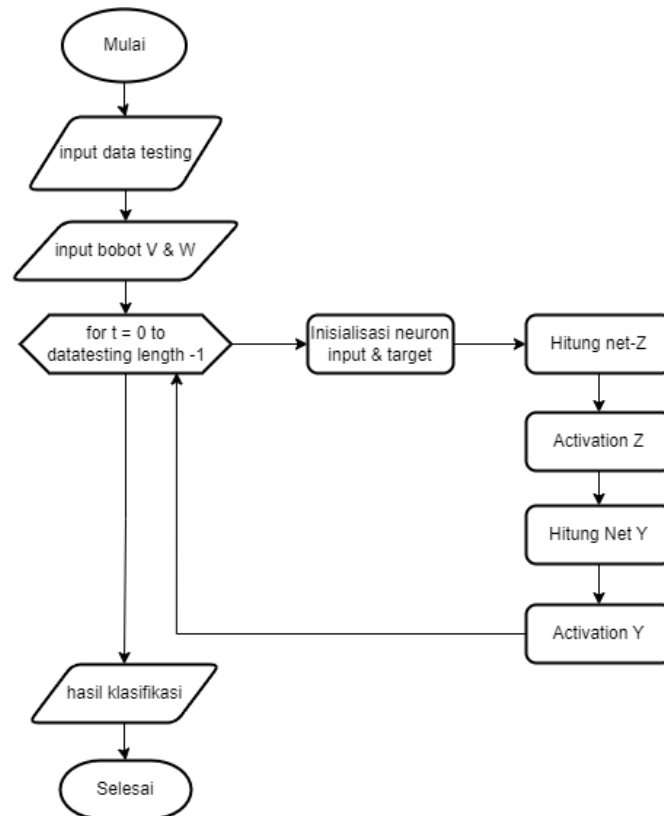 Mulai
input data testing
input bobot V & W
for t = 0 to
datatesting length -1
Inisialisasi neuron
input & target
Hitung net-Z
Activation Z
Hitung Net Y
Activation Y
hasil klasifikasi
Selesai